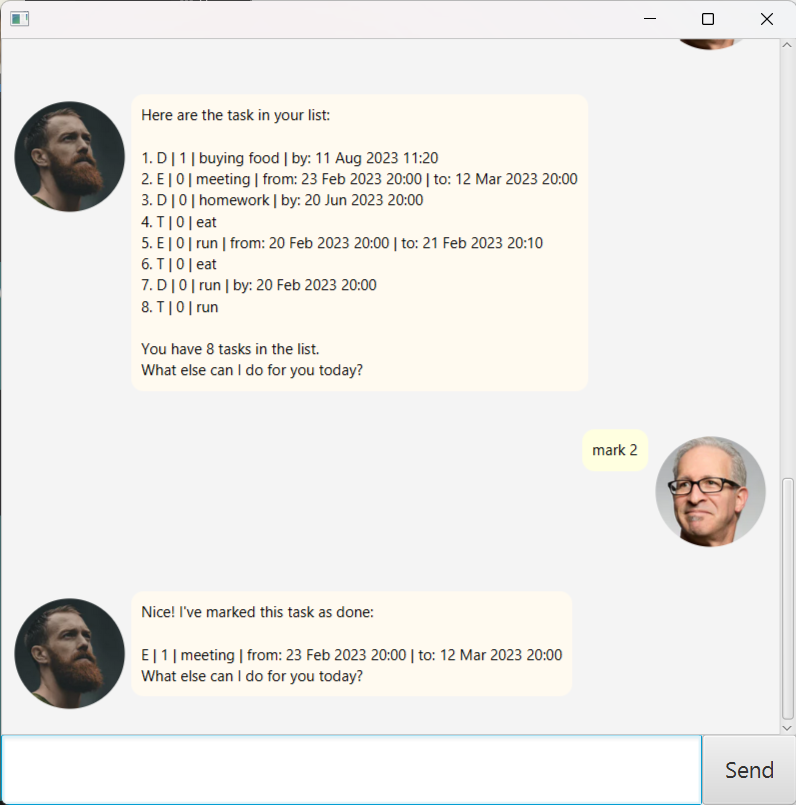 Here are the task in your list:
1. D | 1 | buying food | by: 11 Aug 2023 11:20
2. E | 0 | meeting | from: 23 Feb 2023 20:00 | to: 12 Mar 2023 20:00
3. D | 0 | homework | by: 20 Jun 2023 20:00
4. T | 0 | eat
5. E | 0 | run | from: 20 Feb 2023 20:00 | to: 21 Feb 2023 20:10
6. T | 0 | eat
7. D | 0 | run | by: 20 Feb 2023 20:00
8. T | 0 | run
You have 8 tasks in the list.
What else can I do for you today?
mark 2
Nice! I've marked this task as done:
E | 1 | meeting | from: 23 Feb 2023 20:00 | to: 12 Mar 2023 20:00
What else can I do for you today?
Send